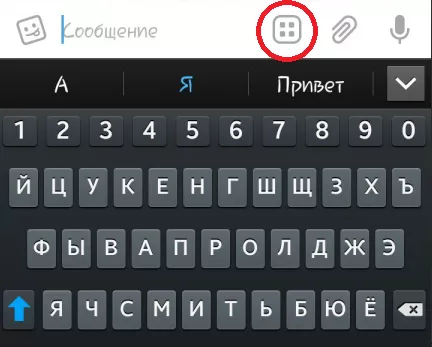 Сообщение
А Я Привет
1 2 3 4 5 6 7 8 9 0
Й Ц У К Е Н Г Ш Щ З Х Ъ
Ф Ы В А П Р О Л Д Ж Э
Я Ч С М И Т Ь Б Ю Ё